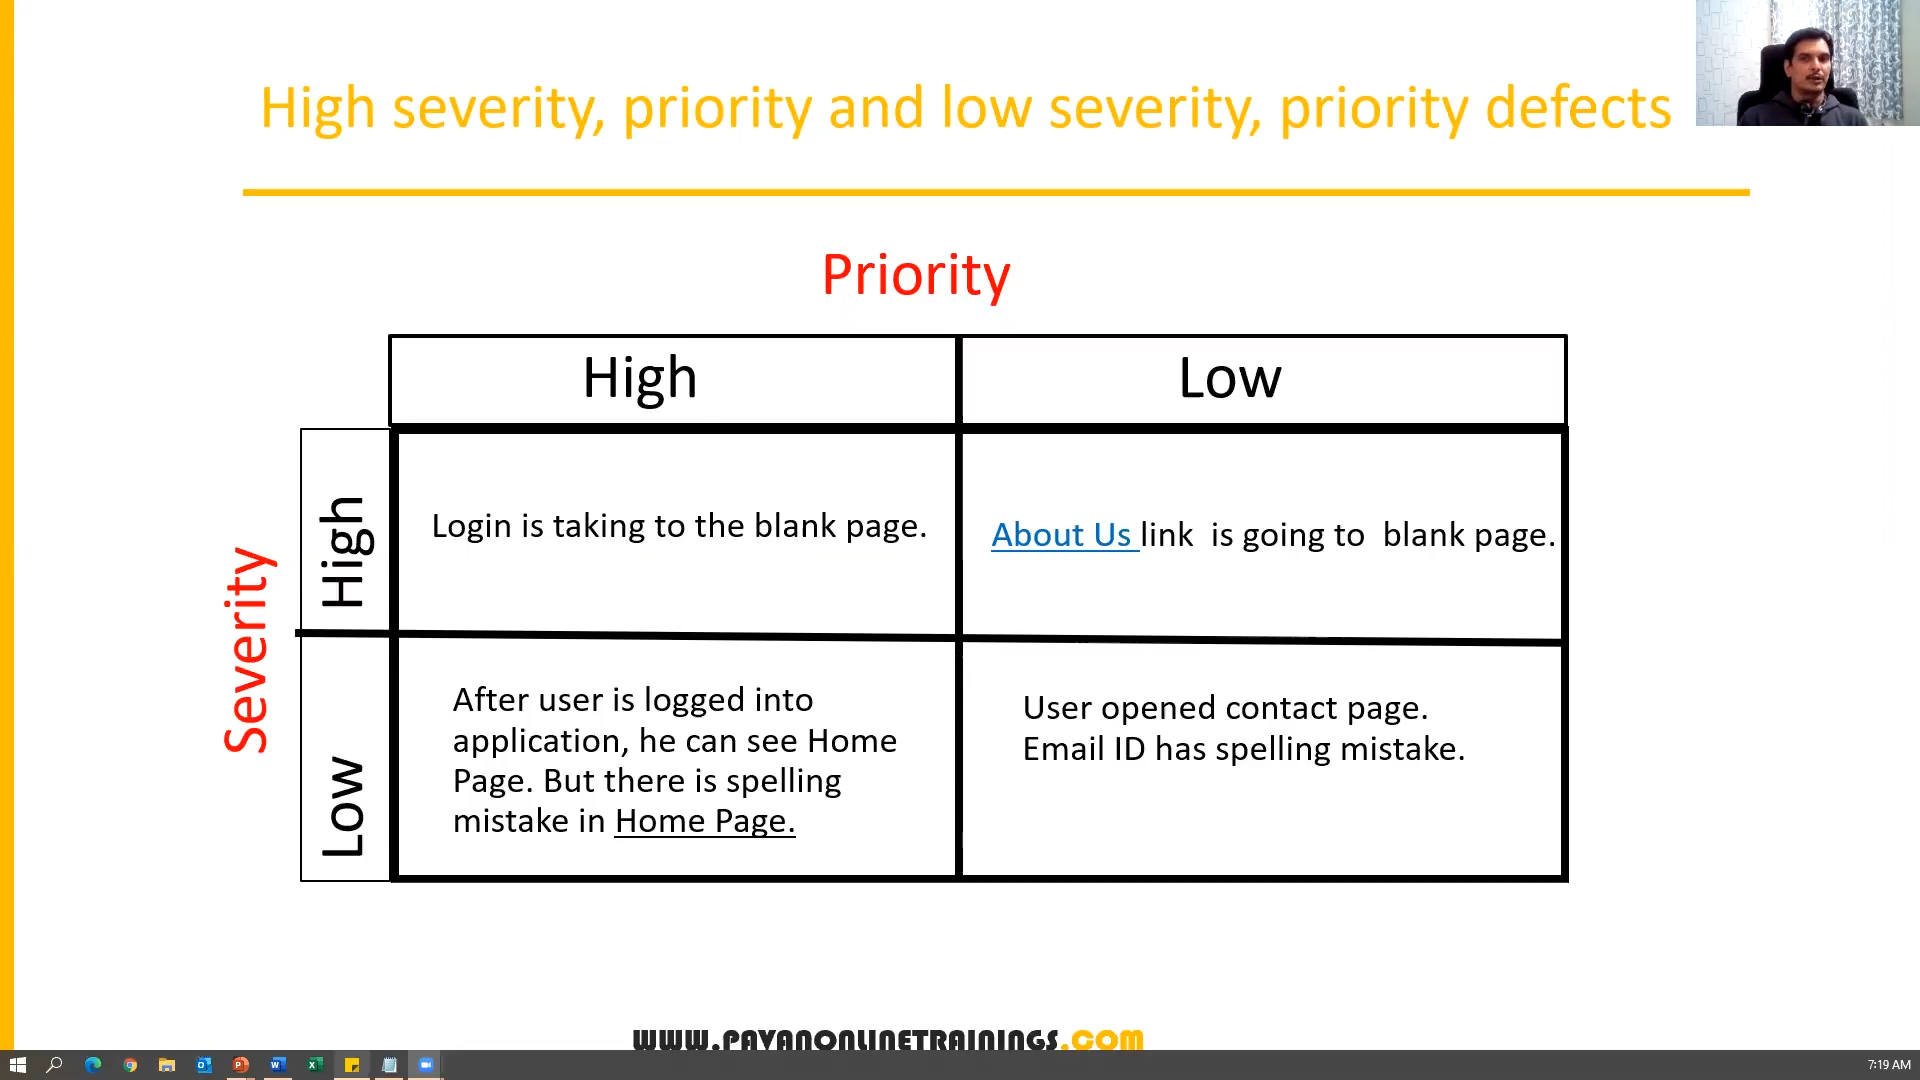 High severity, priority and low severity, priority defects
Priority
High
Low
Severity
High
Login is taking to the blank page.
About Us link is going to blank page.
Low
After user is logged into
application, he can see Home
Page. But there is spelling
mistake in Home Page.
User opened contact page.
Email ID has spelling mistake.
WWW.PAVANONLINETRAININGS.COM
7:19 AM